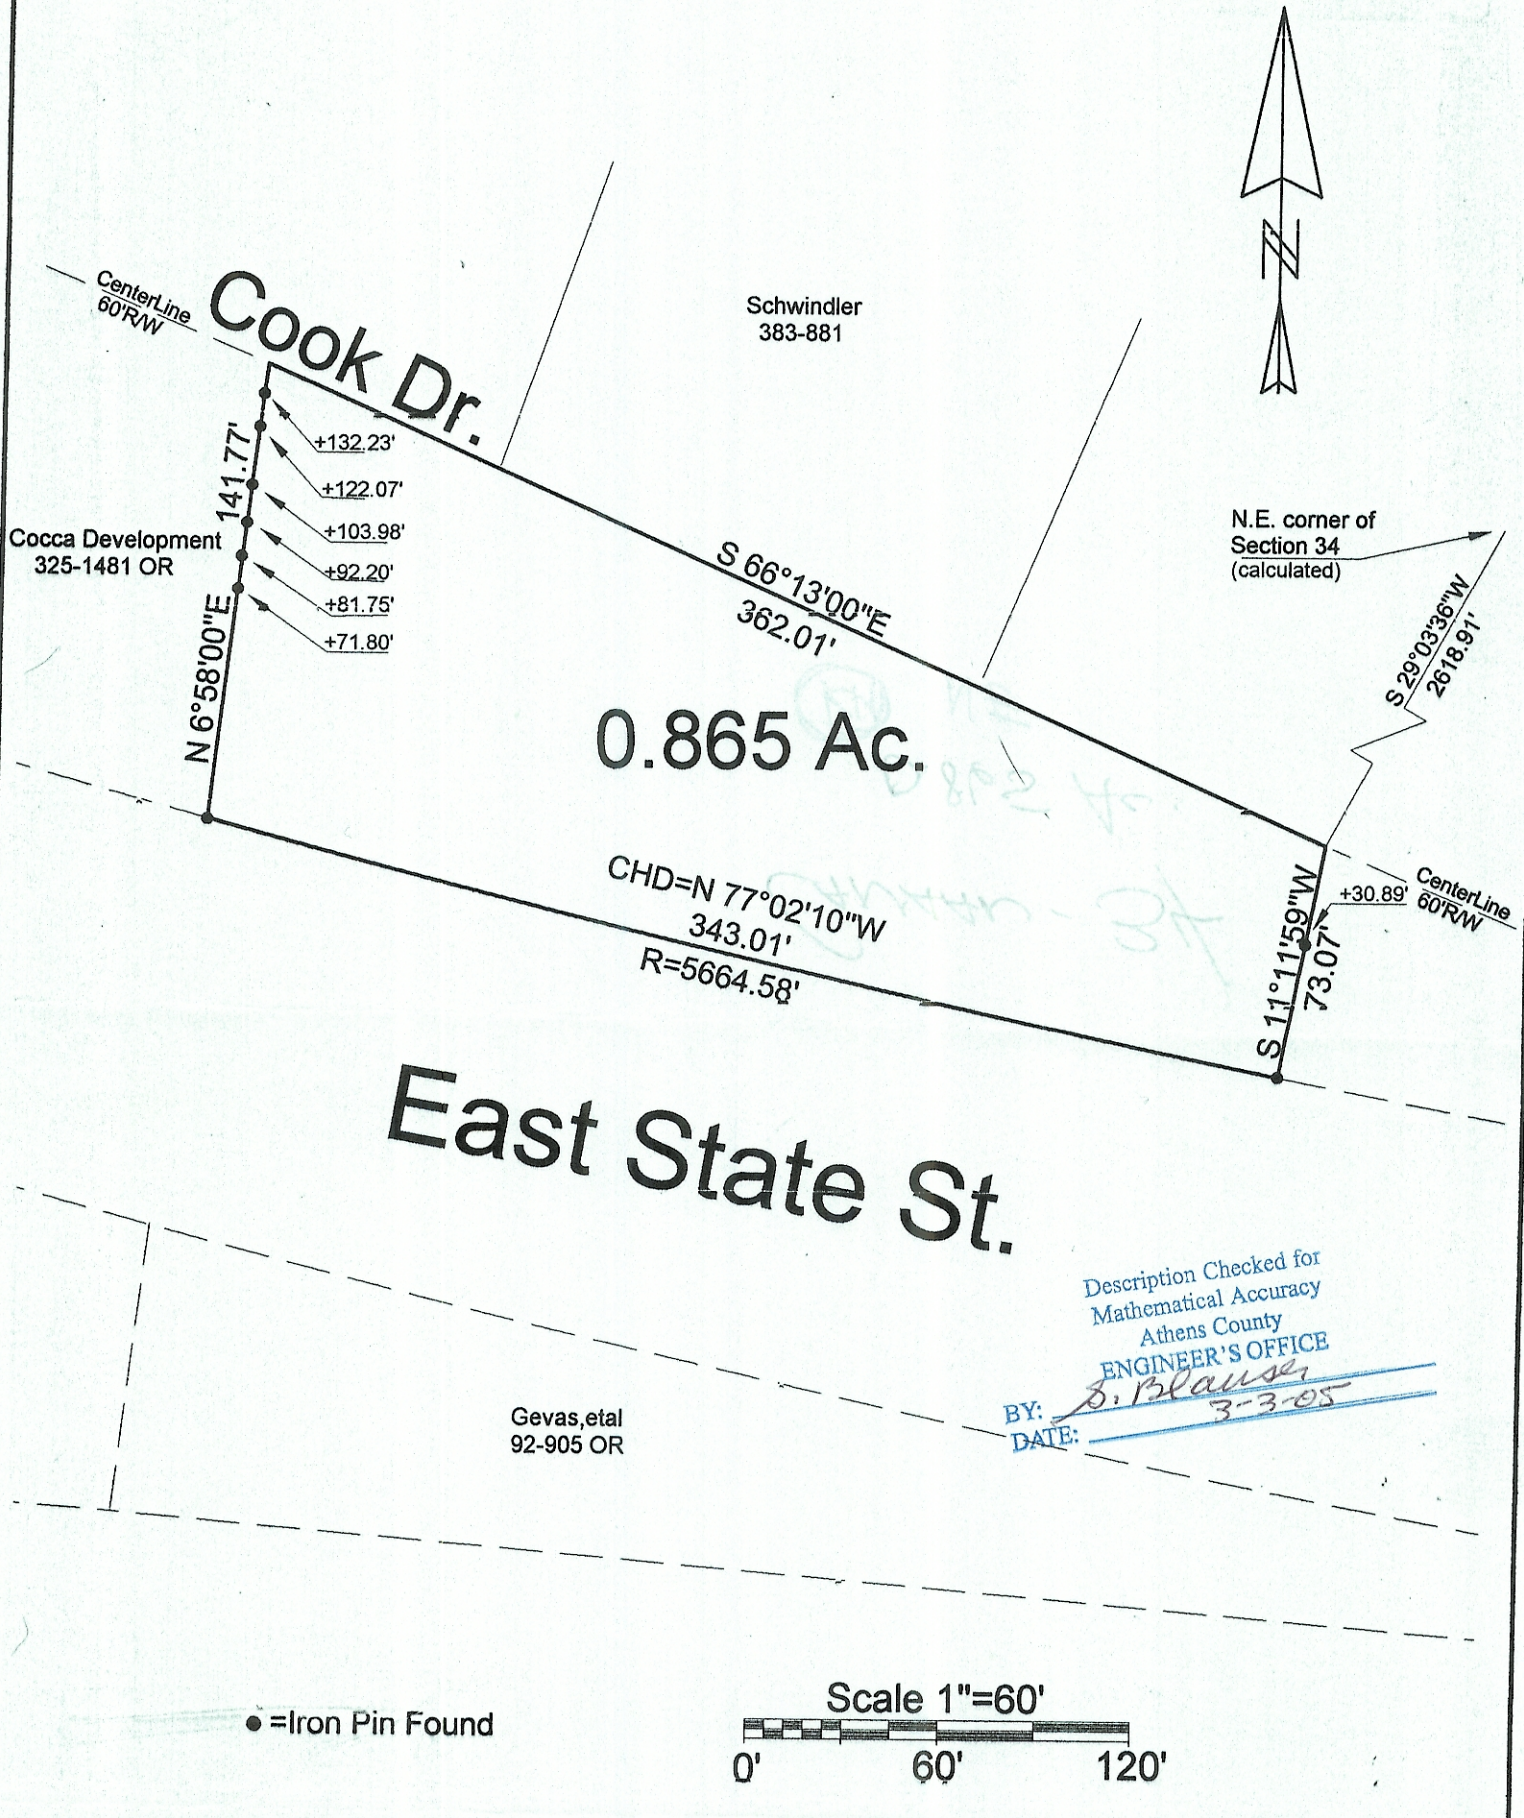 N
CenterLine
60'R/W
Cook Dr.
Schwindler
383-881
+132.23'
+122.07'
+103.98'
+92.20'
+81.75'
+71.80'
141.77'
N 6°58'00"E
Cocca Development
325-1481 OR
S 66°13'00"E
362.01'
N.E. corner of
Section 34
(calculated)
S 29°03'36"W
2618.91'
0.865 Ac.
CHD=N 77°02'10"W
343.01'
R=5664.58'
S 11°11'59"W
73.07'
+30.89'
CenterLine
60'R/W
East State St.
Description Checked for
Mathematical Accuracy
Athens County
ENGINEER'S OFFICE
BY: S. Blauser
DATE: 3-3-05
Gevas,etal
92-905 OR
=Iron Pin Found
Scale 1"=60'
0' 60' 120'